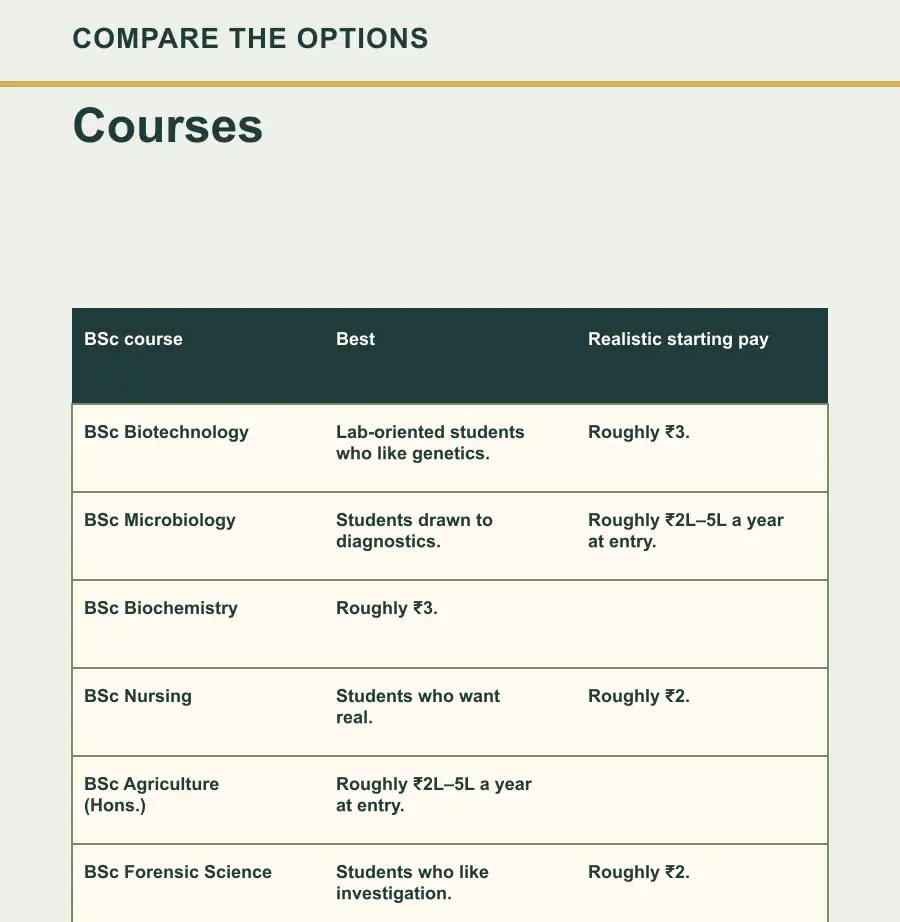 COMPARE THE OPTIONS
Courses
BSc course
Best
Realistic starting pay
BSc Biotechnology
Lab-oriented students
who like genetics.
Roughly ₹3.
BSc Microbiology
Students drawn to
diagnostics.
Roughly ₹2L–5L a year
at entry.
BSc Biochemistry
Roughly ₹3.
BSc Nursing
Students who want
real.
Roughly ₹2.
BSc Agriculture
(Hons.)
Roughly ₹2L–5L a year
at entry.
BSc Forensic Science
Students who like
investigation.
Roughly ₹2.